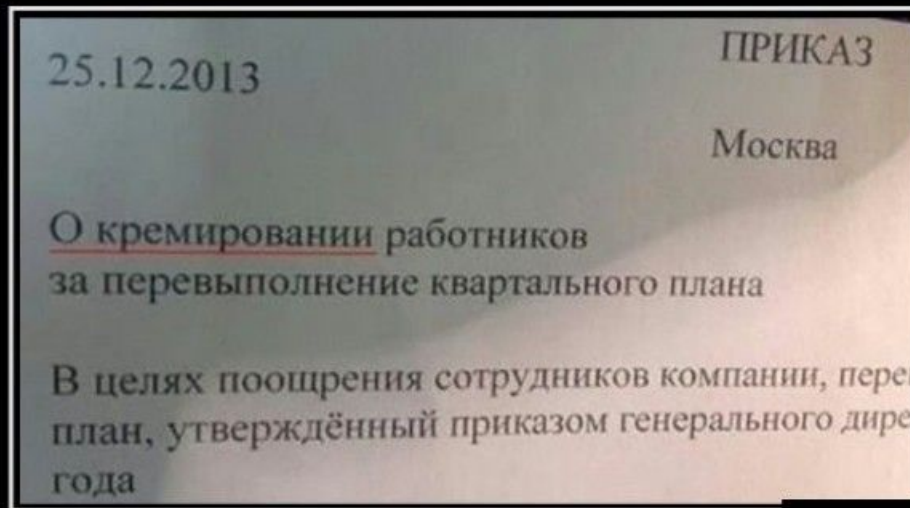 25.12.2013
ПРИКАЗ
Москва
О кремировании работников
за перевыполнение квартального плана
В целях поощрения сотрудников компании,
план, утверждённый приказом генерального
года